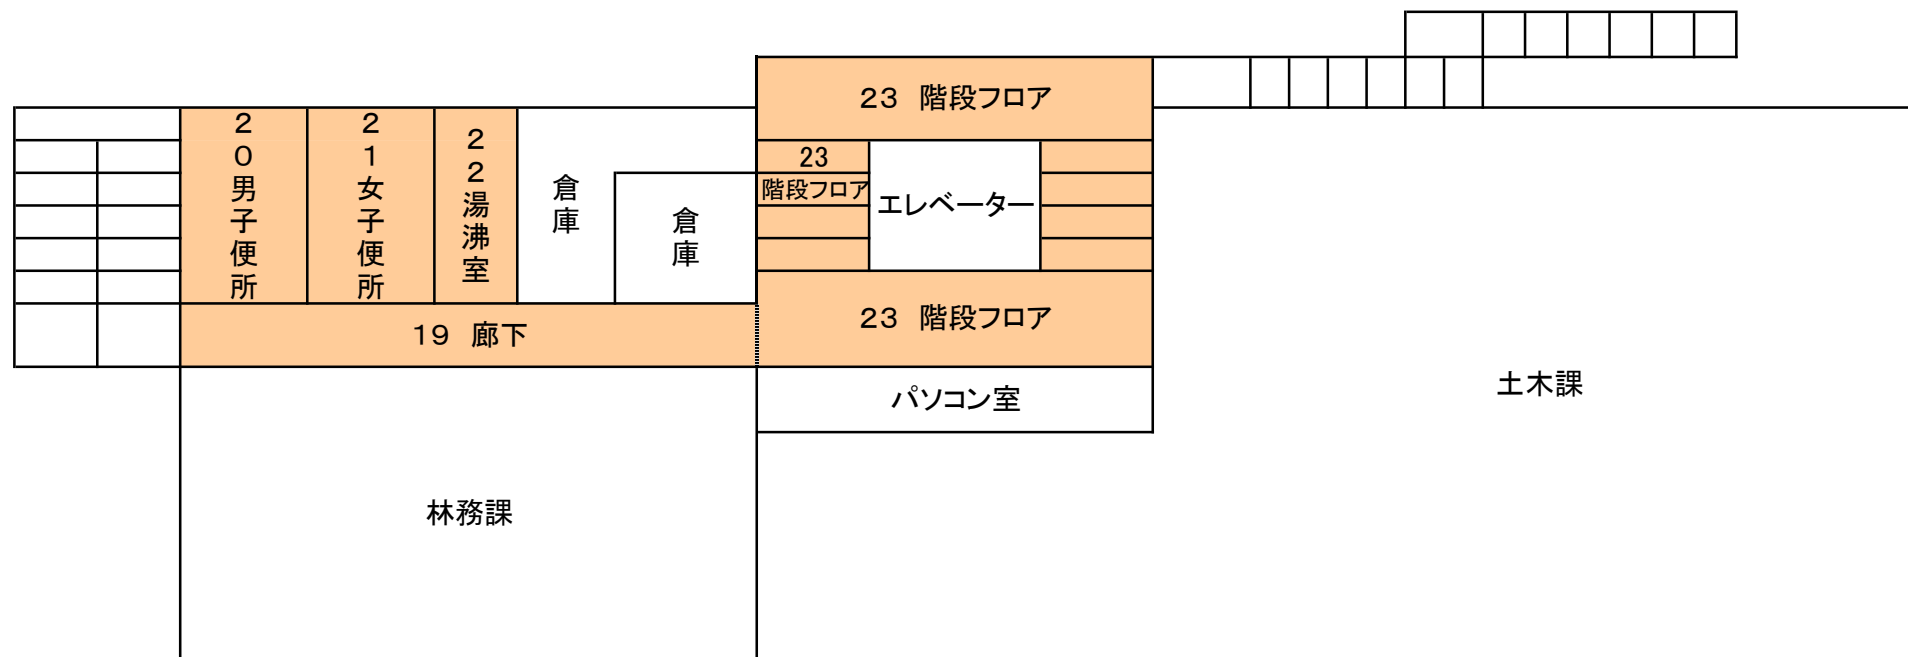 23　階段フロア
20男子便所
21女子便所
22湯沸室
倉庫
倉庫
23
階段フロア
エレベーター
19　廊下
23　階段フロア
パソコン室
土木課
林務課